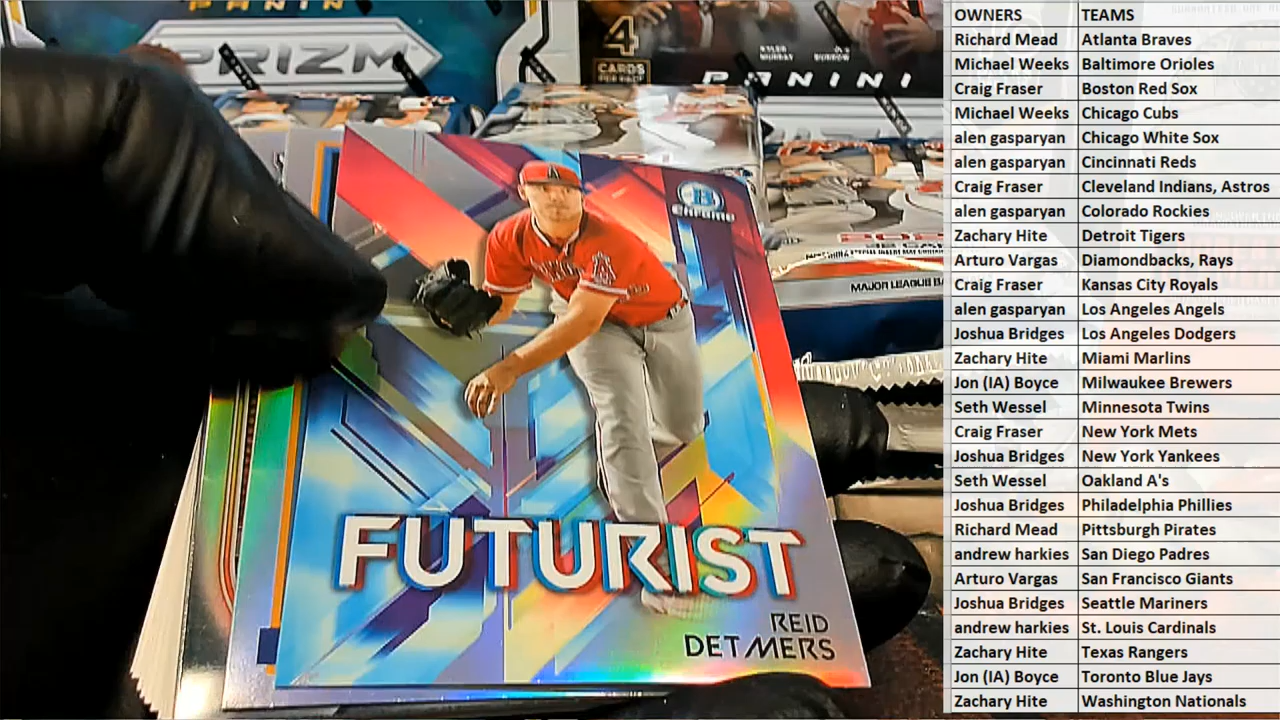 PANIN
PRIZM
4
CARDS
PER PACK
KYLER
MURRAY
BURROW
PANINI
B
Chrome
MAJOR LEAGUE BA
A
FUTURIST
REID
DETMERS
OWNERS TEAMS
Richard Mead Atlanta Braves
Michael Weeks Baltimore Orioles
Craig Fraser Boston Red Sox
Michael Weeks Chicago Cubs
alen gasparyan Chicago White Sox
alen gasparyan Cincinnati Reds
Craig Fraser Cleveland Indians, Astros
alen gasparyan Colorado Rockies
Zachary Hite Detroit Tigers
Arturo Vargas Diamondbacks, Rays
Craig Fraser Kansas City Royals
alen gasparyan Los Angeles Angels
Joshua Bridges Los Angeles Dodgers
Zachary Hite Miami Marlins
Jon (IA) Boyce Milwaukee Brewers
Seth Wessel Minnesota Twins
Craig Fraser New York Mets
Joshua Bridges New York Yankees
Seth Wessel Oakland A's
Joshua Bridges Philadelphia Phillies
Richard Mead Pittsburgh Pirates
andrew harkies San Diego Padres
Arturo Vargas San Francisco Giants
Joshua Bridges Seattle Mariners
andrew harkies St. Louis Cardinals
Zachary Hite Texas Rangers
Jon (IA) Boyce Toronto Blue Jays
Zachary Hite Washington Nationals